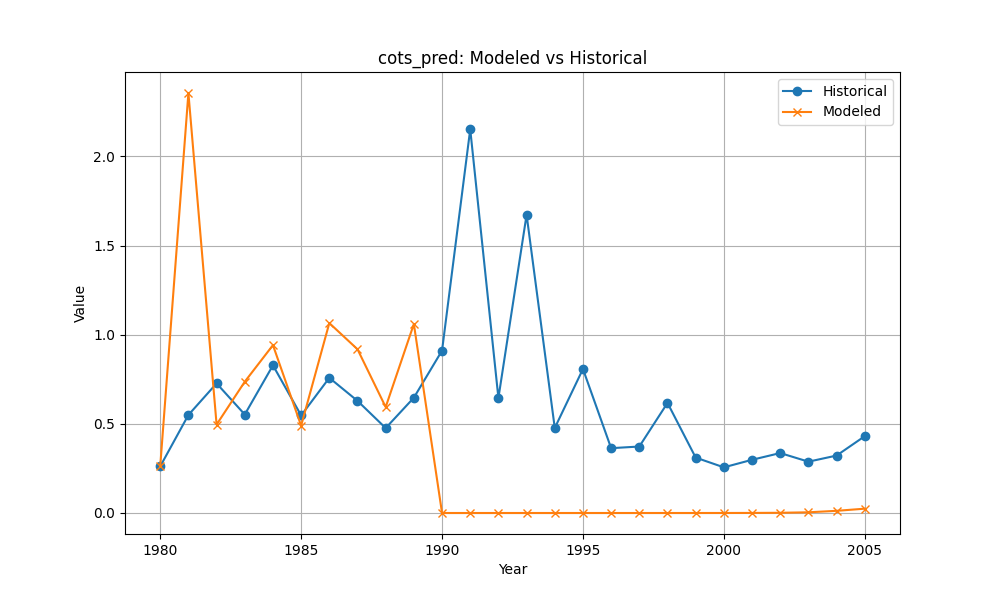 cots_pred: Modeled vs Historical
Historical
Modeled
2.0
1.5
1.0
0.5
0.0
Value
1980
1985
1990
1995
2000
2005
Year